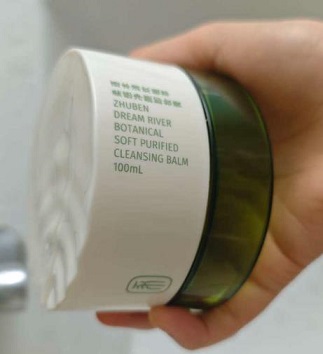 ZHUBEN
DREAM RIVER
BOTANICAL
SOFT PURIFIED
CLEANSING BALM
100mL